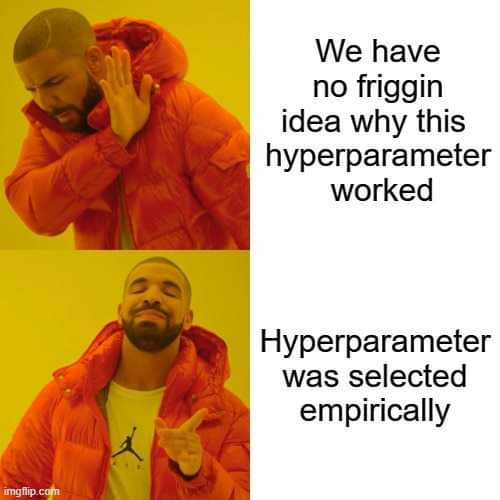 We have
no friggin
idea why this
hyperparameter
worked
Hyperparameter
was selected
empirically
imgflip.com